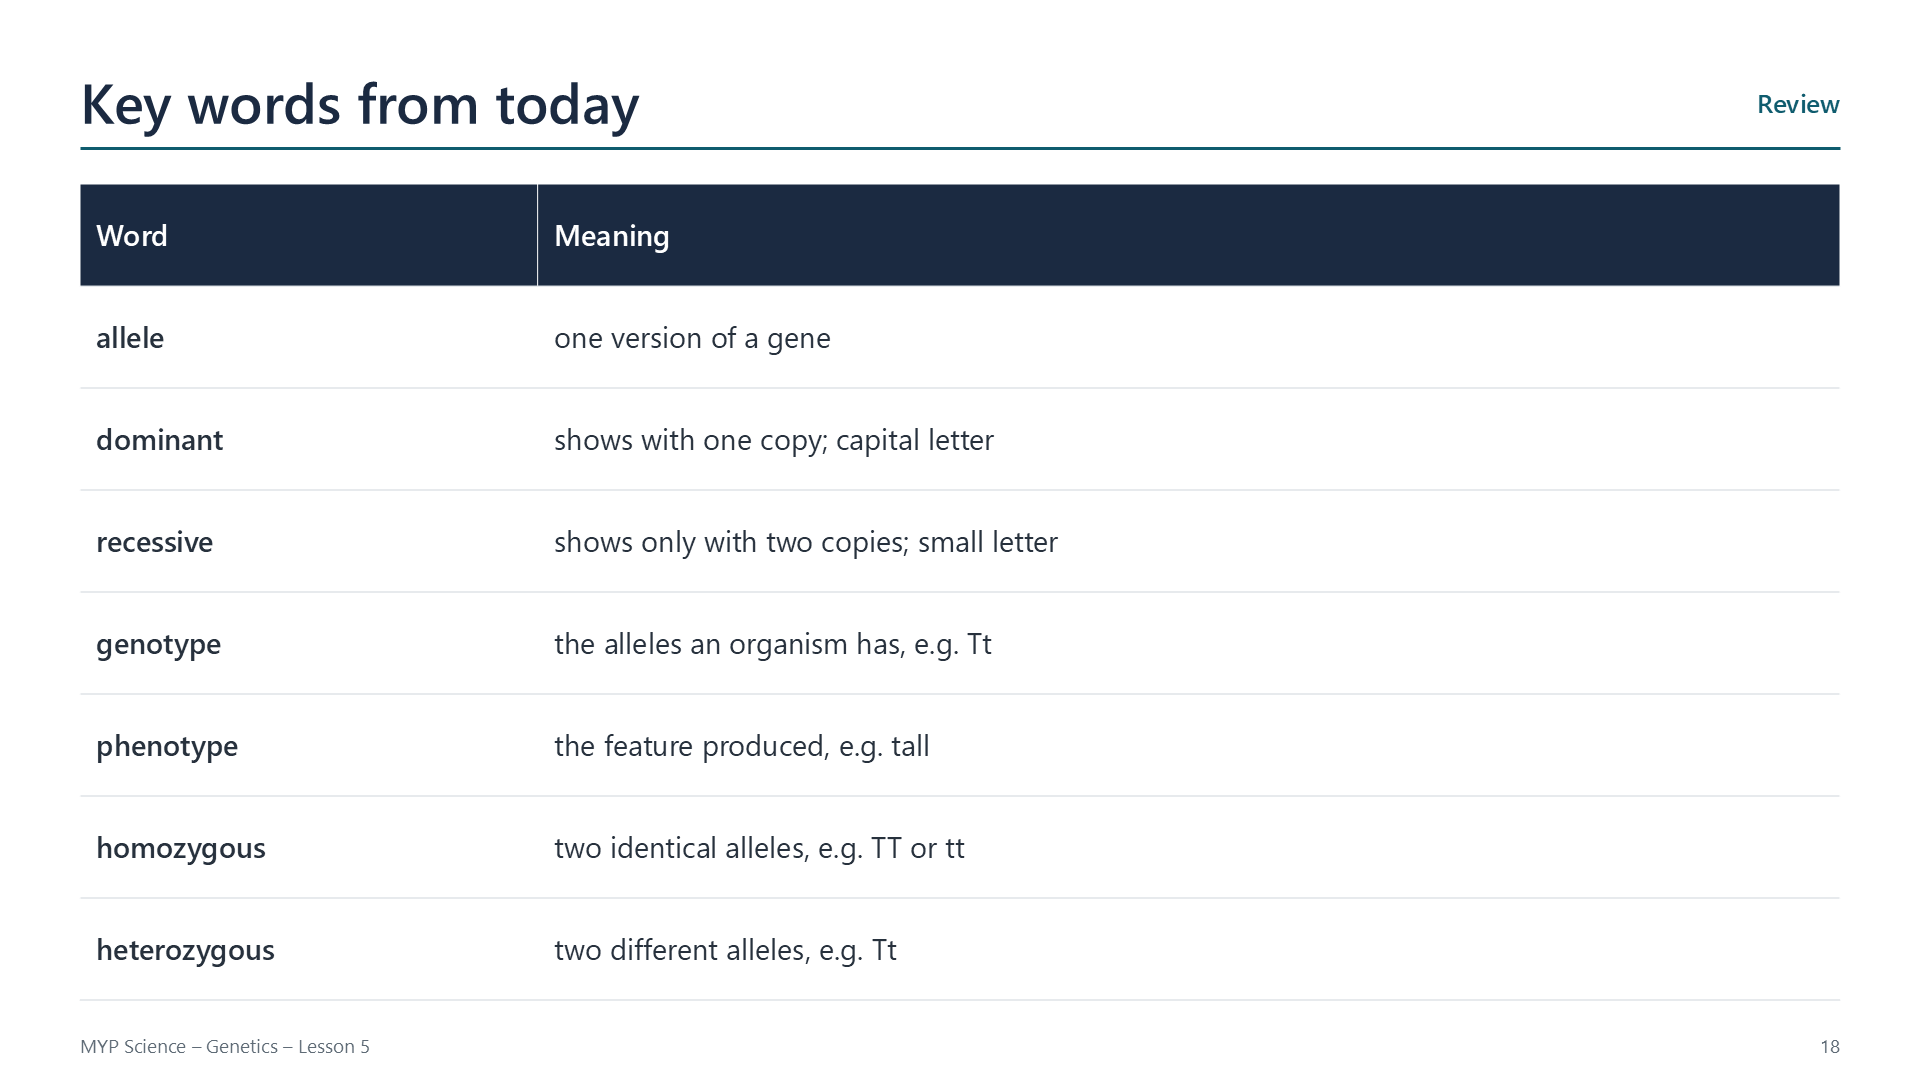 Key words from today
Review
Word
Meaning
allele
one version of a gene
dominant
shows with one copy; capital letter
recessive
shows only with two copies; small letter
genotype
the alleles an organism has, e.g. Tt
phenotype
the feature produced, e.g. tall
homozygous
two identical alleles, e.g. TT or tt
heterozygous
two different alleles, e.g. Tt
MYP Science – Genetics – Lesson 5
18